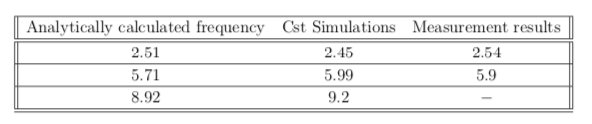 Analytically calculated frequency Cst Simulations Measurement results
2.51 2.45 2.54
5.71 5.99 5.9
8.92 9.2 –